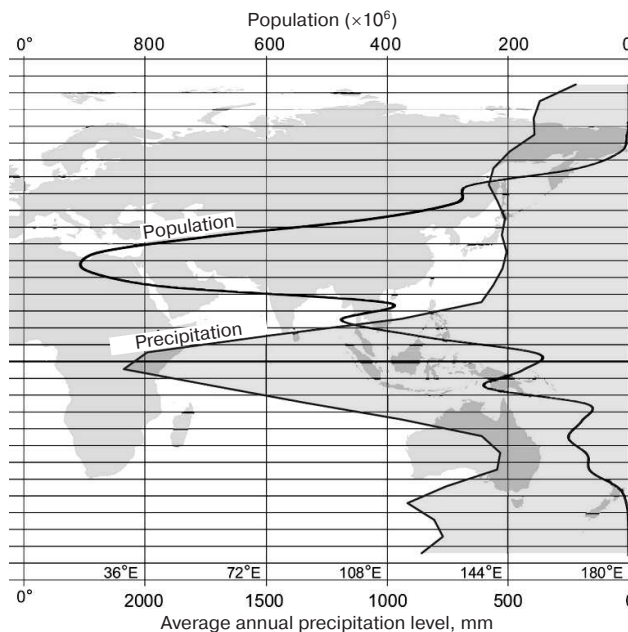 Population (×10⁶)
0° 800 600 400 200 0
Population
Precipitation
36°E 72°E 108°E 144°E 180°E
0° 2000 1500 1000 500 0
Average annual precipitation level, mm